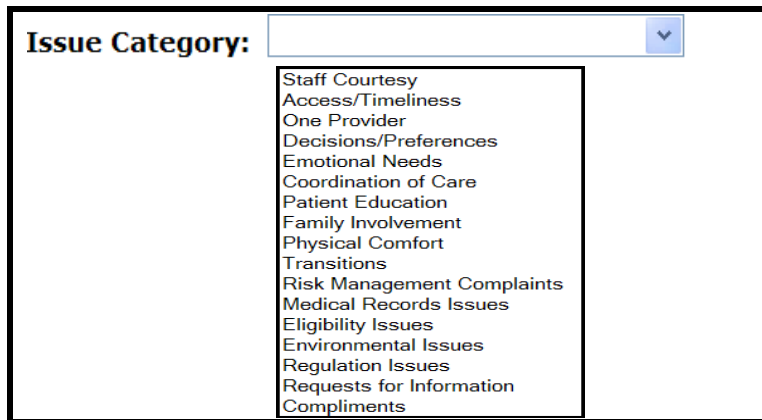 Issue Category:
Staff Courtesy
Access/Timeliness
One Provider
Decisions/Preferences
Emotional Needs
Coordination of Care
Patient Education
Family Involvement
Physical Comfort
Transitions
Risk Management Complaints
Medical Records Issues
Eligibility Issues
Environmental Issues
Regulation Issues
Requests for Information
Compliments